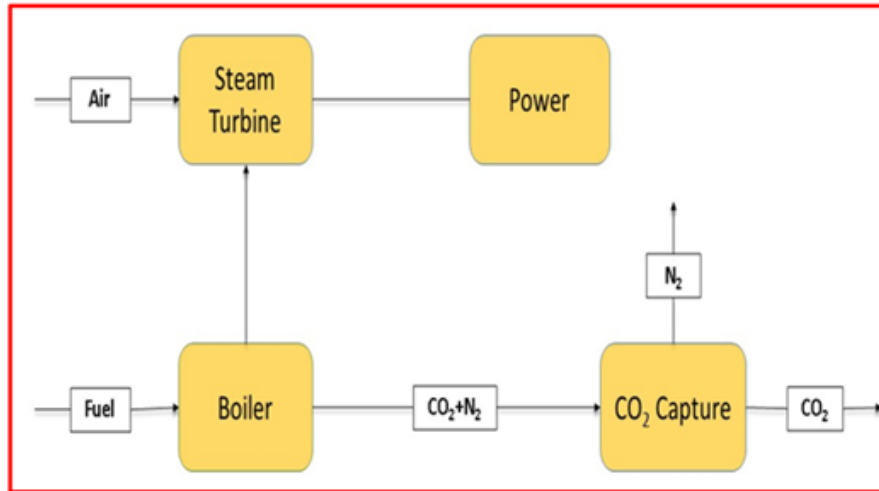 Air
Steam
Turbine
Power
N₂
Fuel
Boiler
CO₂+N₂
CO₂ Capture
CO₂